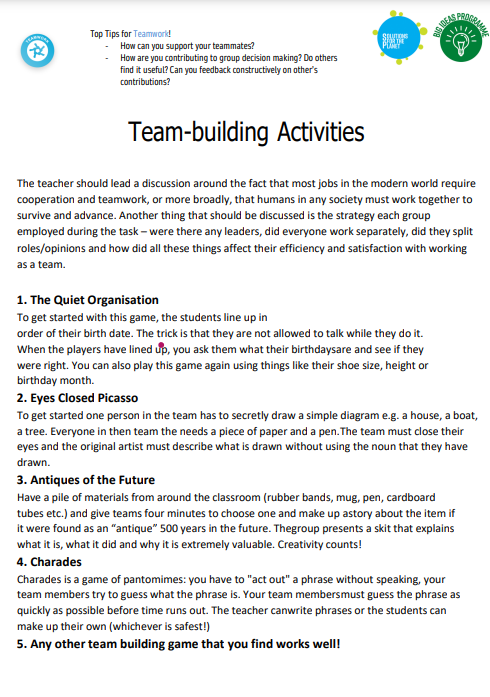 TEAMWORK
Top Tips for Teamwork!
- How can you support your teammates?
- How are you contributing to group decision making? Do others
find it useful? Can you feedback constructively on other's
contributions?
SOLUTIONS
FOR THE
PLANET
BIG IDEAS PROGRAMME
Team-building Activities
The teacher should lead a discussion around the fact that most jobs in the modern world require
cooperation and teamwork, or more broadly, that humans in any society must work together to
survive and advance. Another thing that should be discussed is the strategy each group
employed during the task – were there any leaders, did everyone work separately, did they split
roles/opinions and how did all these things affect their efficiency and satisfaction with working
as a team.
1. The Quiet Organisation
To get started with this game, the students line up in
order of their birth date. The trick is that they are not allowed to talk while they do it.
When the players have lined up, you ask them what their birthdaysare and see if they
were right. You can also play this game again using things like their shoe size, height or
birthday month.
2. Eyes Closed Picasso
To get started one person in the team has to secretly draw a simple diagram e.g. a house, a boat,
a tree. Everyone in then team the needs a piece of paper and a pen.The team must close their
eyes and the original artist must describe what is drawn without using the noun that they have
drawn.
3. Antiques of the Future
Have a pile of materials from around the classroom (rubber bands, mug, pen, cardboard
tubes etc.) and give teams four minutes to choose one and make up astory about the item if
it were found as an “antique” 500 years in the future. Thegroup presents a skit that explains
what it is, what it did and why it is extremely valuable. Creativity counts!
4. Charades
Charades is a game of pantomimes: you have to "act out" a phrase without speaking, your
team members try to guess what the phrase is. Your team membersmust guess the phrase as
quickly as possible before time runs out. The teacher canwrite phrases or the students can
make up their own (whichever is safest!)
5. Any other team building game that you find works well!